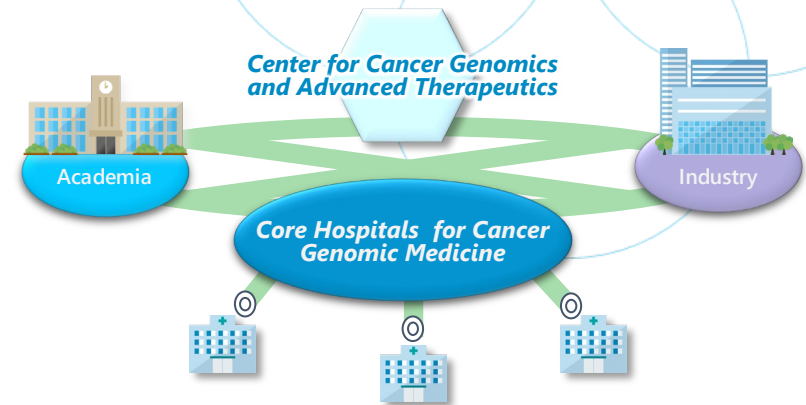 Center for Cancer Genomics
and Advanced Therapeutics
Academia
Industry
Core Hospitals for Cancer
Genomic Medicine